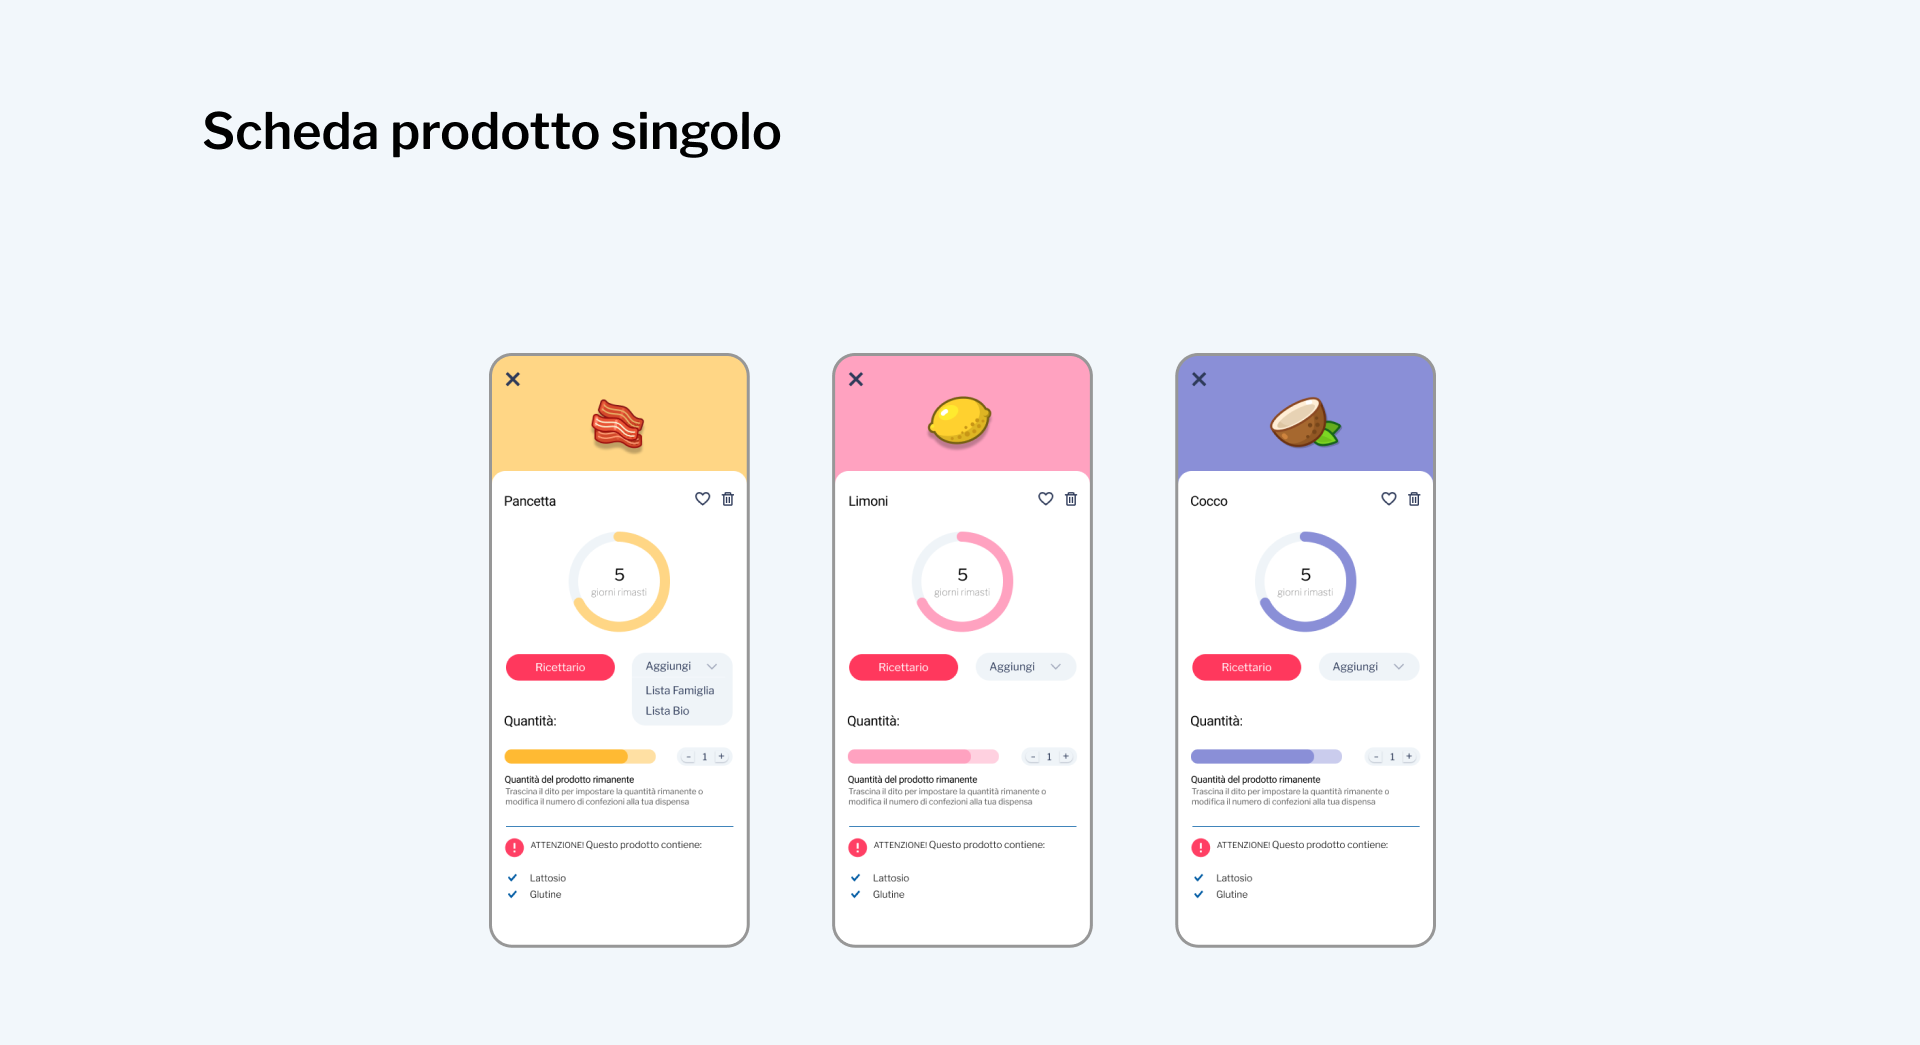 Scheda prodotto singolo
Pancetta
5
giorni rimasti
Ricettario
Aggiungi
Lista Famiglia
Lista Bio
Quantità:
- 1 +
Quantità del prodotto rimanente
Trascina il dito per impostare la quantità rimanente o
modifica il numero di confezioni alla tua dispensa
ATTENZIONE! Questo prodotto contiene:
Lattosio
Glutine
Limoni
5
giorni rimasti
Ricettario
Aggiungi
Quantità:
- 1 +
Quantità del prodotto rimanente
Trascina il dito per impostare la quantità rimanente o
modifica il numero di confezioni alla tua dispensa
ATTENZIONE! Questo prodotto contiene:
Lattosio
Glutine
Cocco
5
giorni rimasti
Ricettario
Aggiungi
Quantità:
- 1 +
Quantità del prodotto rimanente
Trascina il dito per impostare la quantità rimanente o
modifica il numero di confezioni alla tua dispensa
ATTENZIONE! Questo prodotto contiene:
Lattosio
Glutine